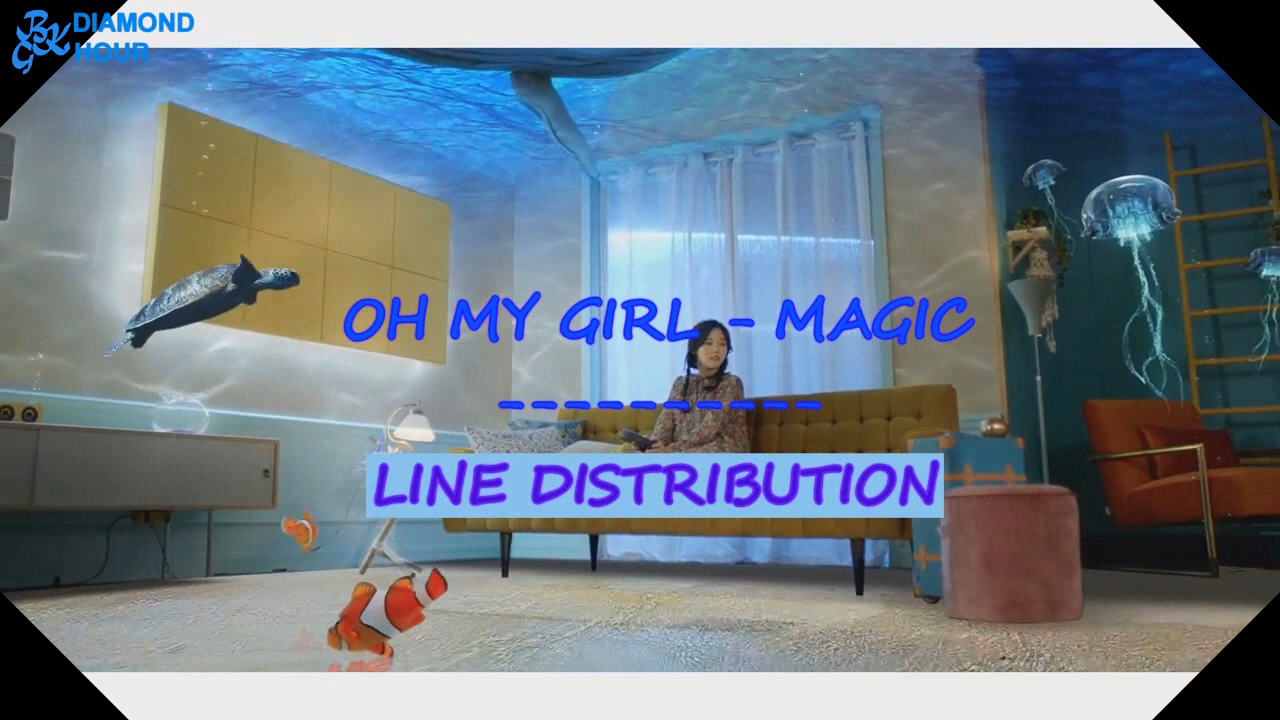 DIAMOND
HOUR
OH MY GIRL - MAGIC
----------
LINE DISTRIBUTION